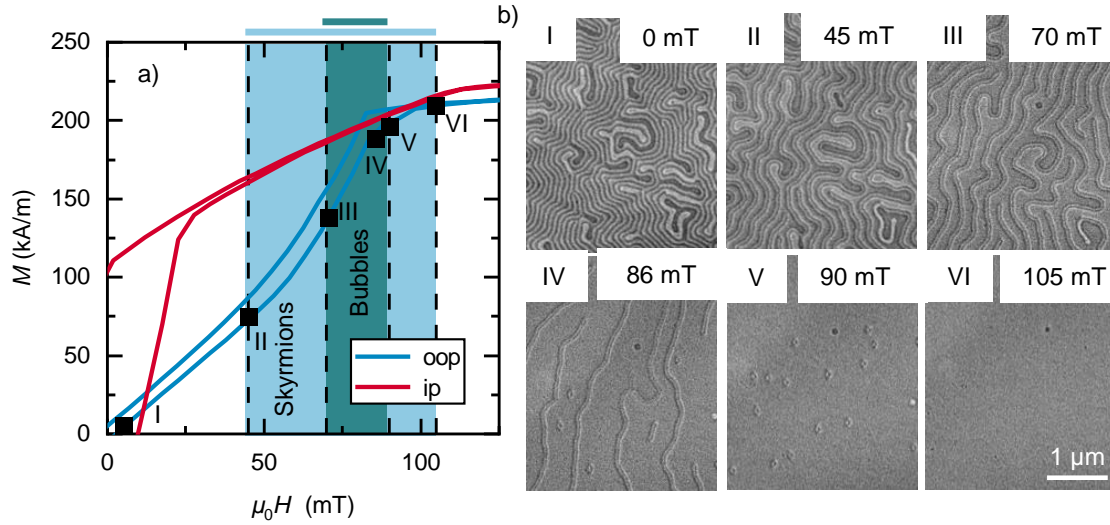 a)
250
200
150
100
50
0
M (kA/m)
0
50
100
μ₀H (mT)
I
II
III
IV
V
VI
Skyrmions
Bubbles
oop
ip
b)
I 0 mT
II 45 mT
III 70 mT
IV 86 mT
V 90 mT
VI 105 mT
1 µm